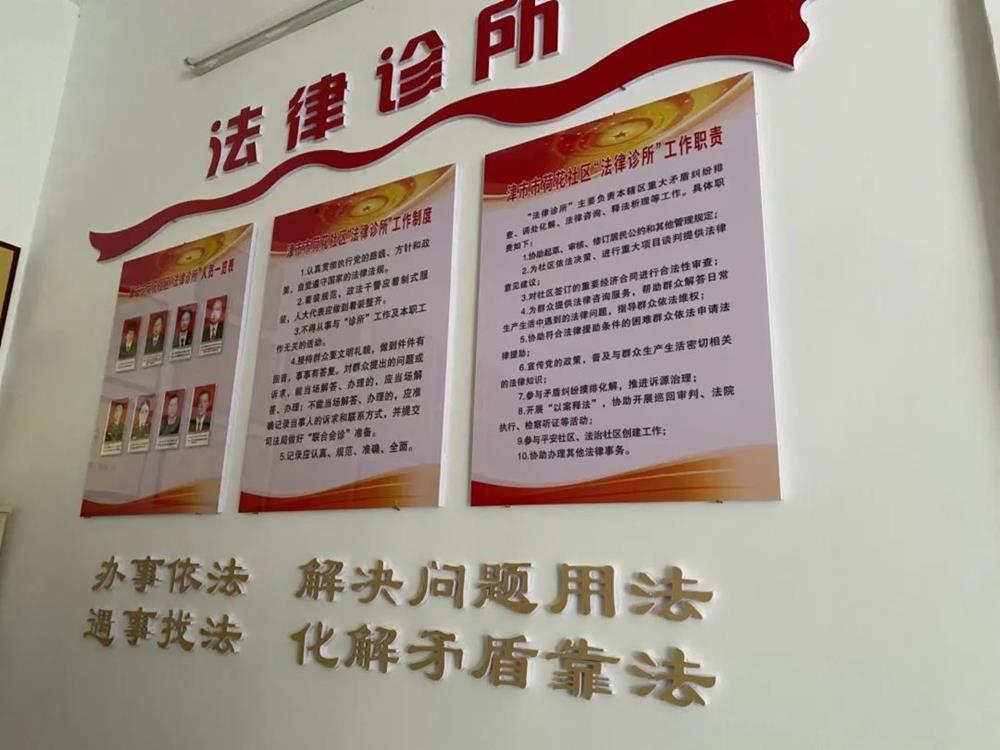 法律诊所
津市市荷花社区“法律诊所”人员一览表
津市市荷花社区“法律诊所”工作制度
1.认真贯彻执行党的路线、方针和政
策，自觉遵守国家的法律法规。
2.着装规范，政法干警应着制式服
装，人大代表应做到着装整齐。
3.不得从事与“诊所”工作及本职工
作无关的活动。
4.接待群众要文明礼貌，做到件件有
回音，事事有答复。对群众提出的问题或
诉求，能当场解答、办理的，应当场解
答、办理；不能当场解答、办理的，应准
确记录当事人的诉求和联系方式，并提交
司法局做好“联合会诊”准备。
5.记录应认真、规范、准确、全面。
津市市荷花社区“法律诊所”工作职责
“法律诊所”主要负责本辖区重大矛盾纠纷排
查、调处化解、法律咨询、释法析理等工作。具体职
责如下：
1.协助起草、审核、修订居民公约和其他管理规定；
2.为社区依法决策、进行重大项目谈判提供法律
意见建议；
3.对社区签订的重要经济合同进行合法性审查；
4.为群众提供法律咨询服务，帮助群众解答日常
生产生活中遇到的法律问题，指导群众依法维权；
5.协助符合法律援助条件的困难群众依法申请法
律援助；
6.宣传党的政策，普及与群众生产生活密切相关
的法律知识；
7.参与矛盾纠纷摸排化解，推进诉源治理；
8.开展“以案释法”，协助开展巡回审判、法院
执行、检察听证等活动；
9.参与平安社区、法治社区创建工作；
10.协助办理其他法律事务。
办事依法 解决问题用法
遇事找法 化解矛盾靠法